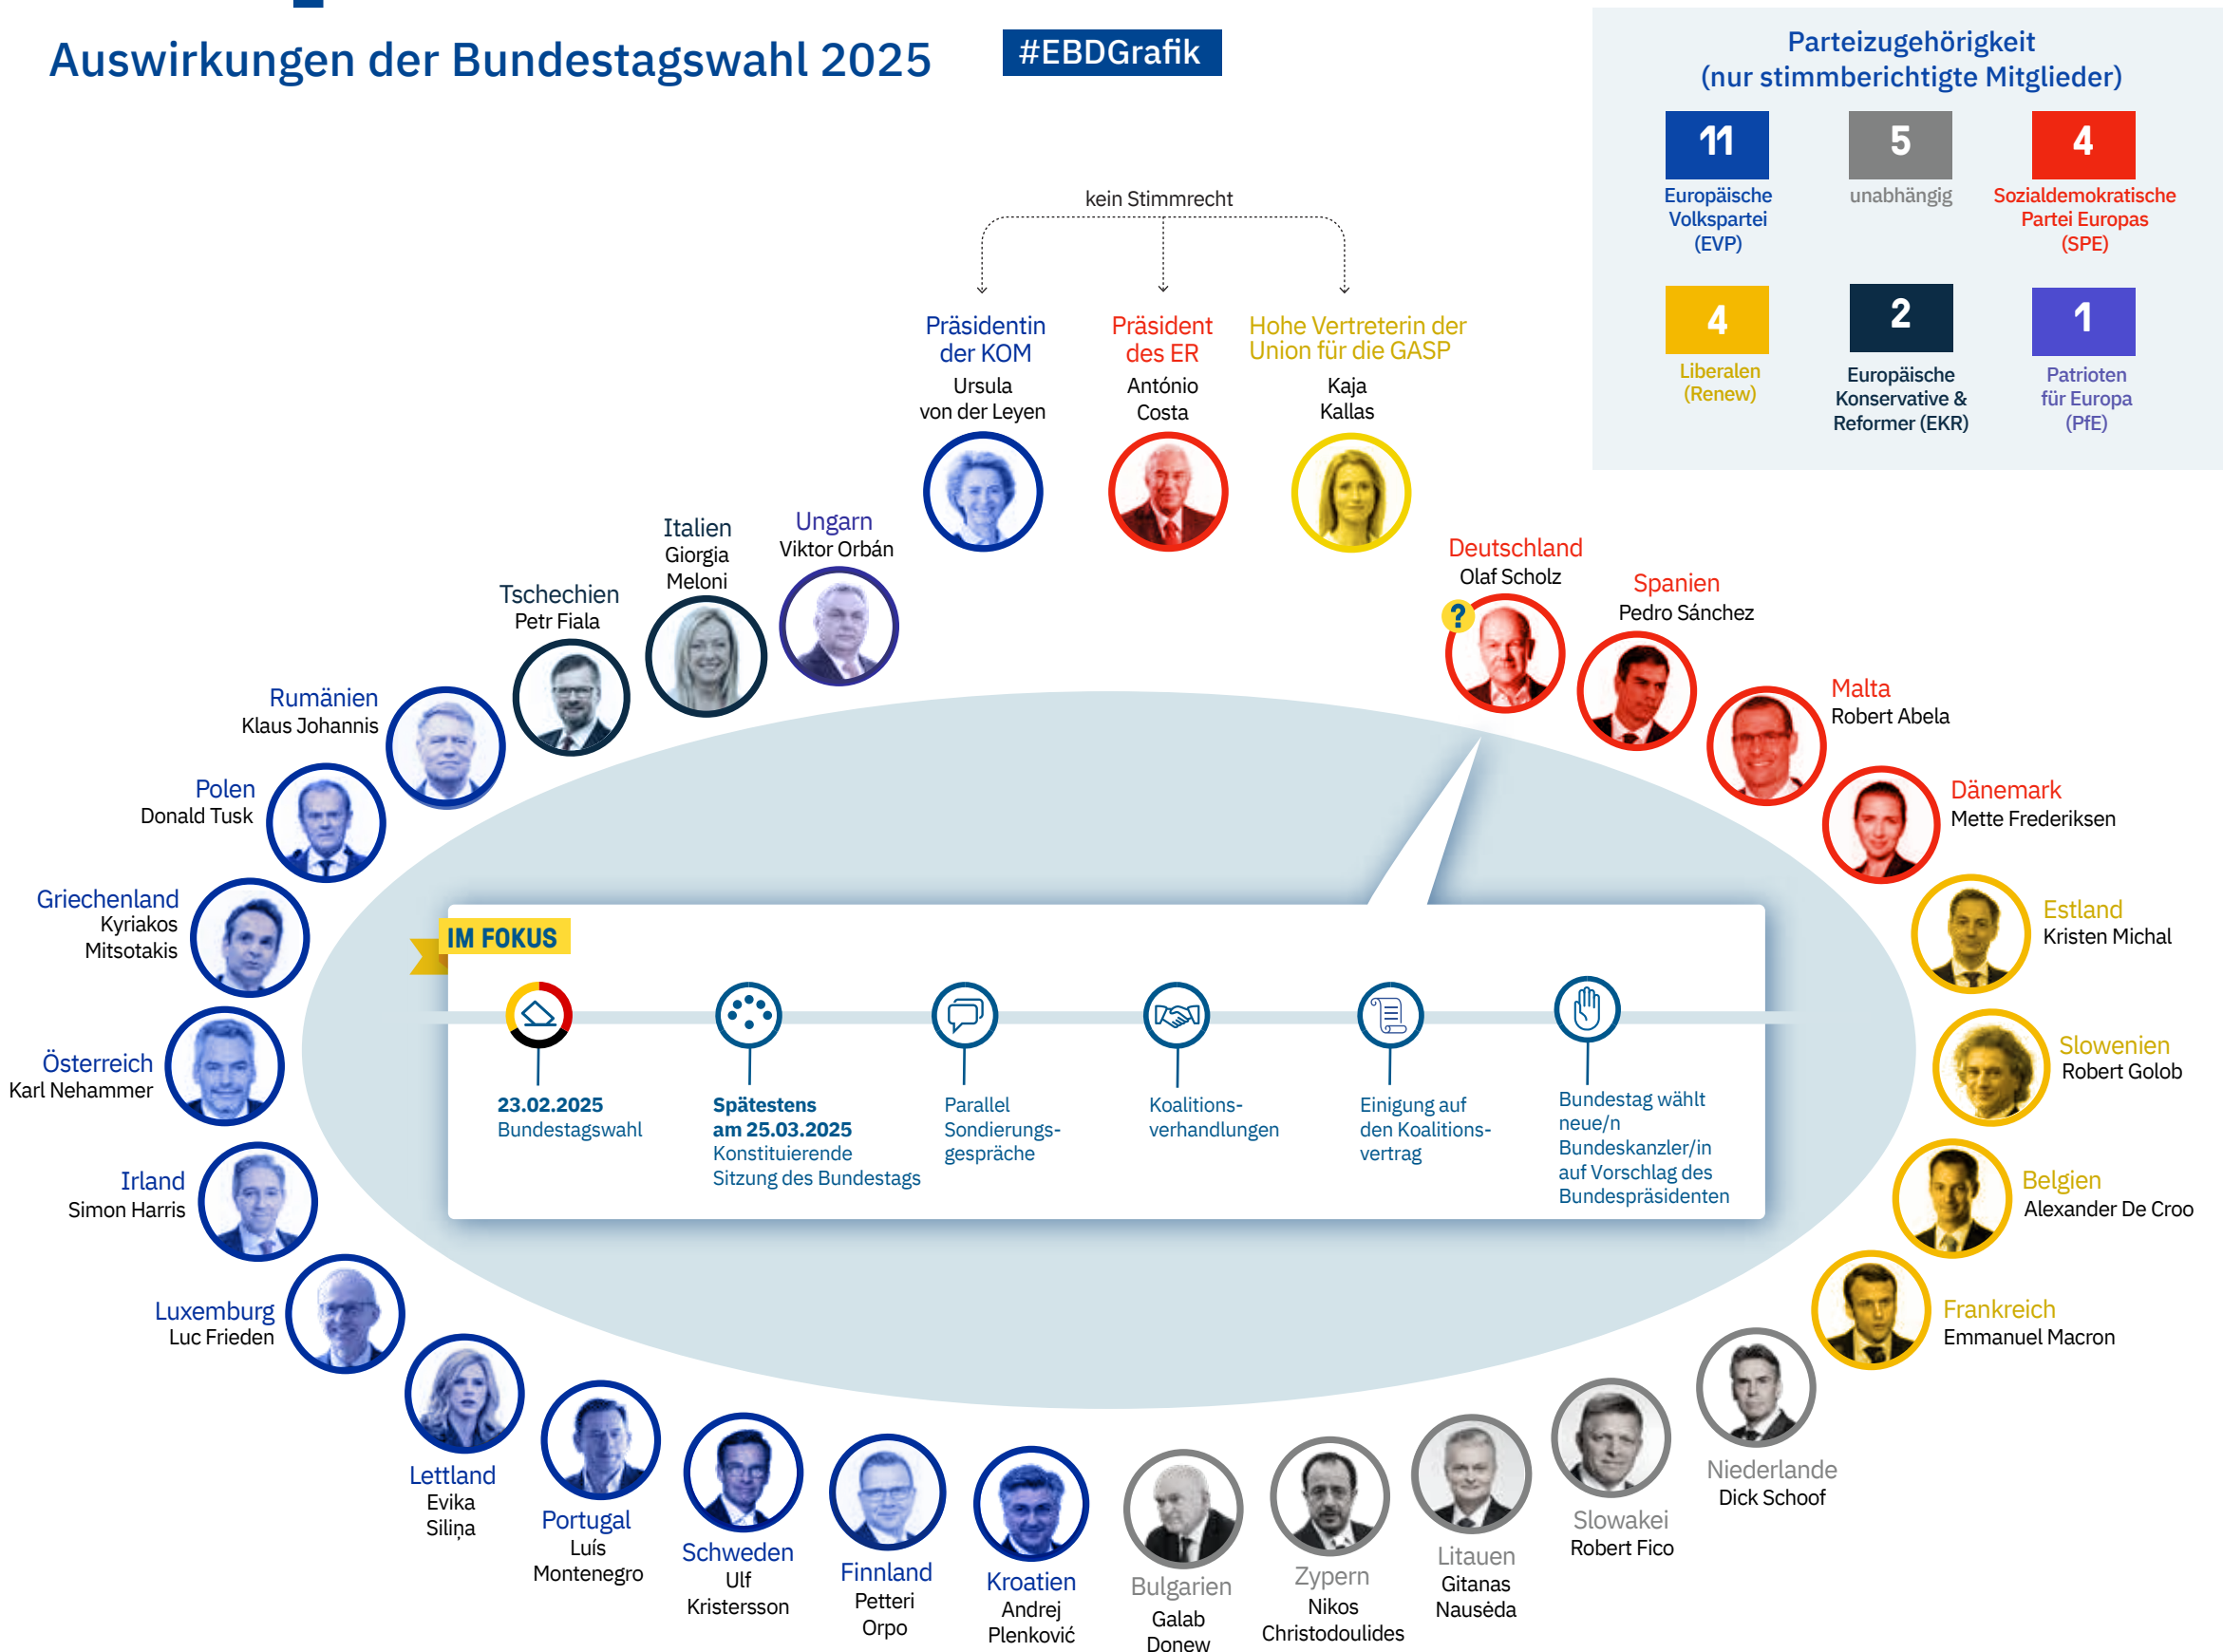 Auswirkungen der Bundestagswahl 2025
#EBDGrafik
Parteizugehörigkeit
(nur stimmberichtigte Mitglieder)
11
Europäische
Volkspartei
(EVP)
5
unabhängig
4
Sozialdemokratische
Partei Europas
(SPE)
4
Liberalen
(Renew)
2
Europäische
Konservative &
Reformer (EKR)
1
Patrioten
für Europa
(PfE)
kein Stimmrecht
Präsidentin
der KOM
Ursula
von der Leyen
Präsident
des ER
António
Costa
Hohe Vertreterin der
Union für die GASP
Kaja
Kallas
Deutschland
Olaf Scholz
?
Spanien
Pedro Sánchez
Malta
Robert Abela
Dänemark
Mette Frederiksen
Estland
Kristen Michal
Slowenien
Robert Golob
Belgien
Alexander De Croo
Frankreich
Emmanuel Macron
Niederlande
Dick Schoof
Slowakei
Robert Fico
Litauen
Gitanas
Nausėda
Zypern
Nikos
Christodoulides
Bulgarien
Galab
Donew
Kroatien
Andrej
Plenković
Finnland
Petteri
Orpo
Schweden
Ulf
Kristersson
Portugal
Luís
Montenegro
Lettland
Evika
Siliņa
Luxemburg
Luc Frieden
Irland
Simon Harris
Österreich
Karl Nehammer
Griechenland
Kyriakos
Mitsotakis
Polen
Donald Tusk
Rumänien
Klaus Johannis
Tschechien
Petr Fiala
Italien
Giorgia
Meloni
Ungarn
Viktor Orbán
IM FOKUS
23.02.2025
Bundestagswahl
Spätestens
am 25.03.2025
Konstituierende
Sitzung des Bundestags
Parallel
Sondierungs-
gespräche
Koalitions-
verhandlungen
Einigung auf
den Koalitions-
vertrag
Bundestag wählt
neue/n
Bundeskanzler/in
auf Vorschlag des
Bundespräsidenten